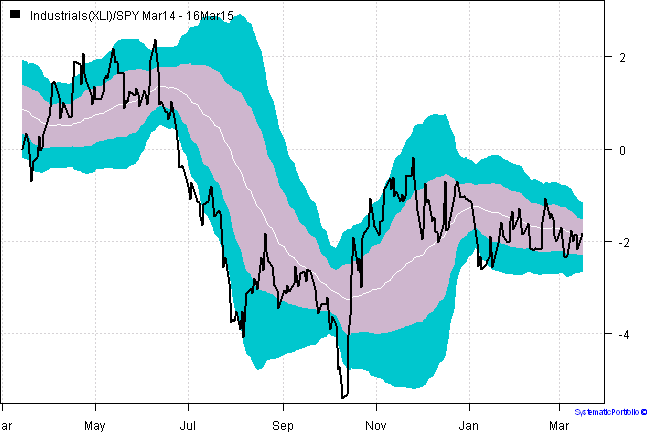 Industrials(XLI)/SPY Mar14 - 16Mar15
2
0
-2
-4
ar May Jul Sep Nov Jan Mar
SystematicPortfolio ©